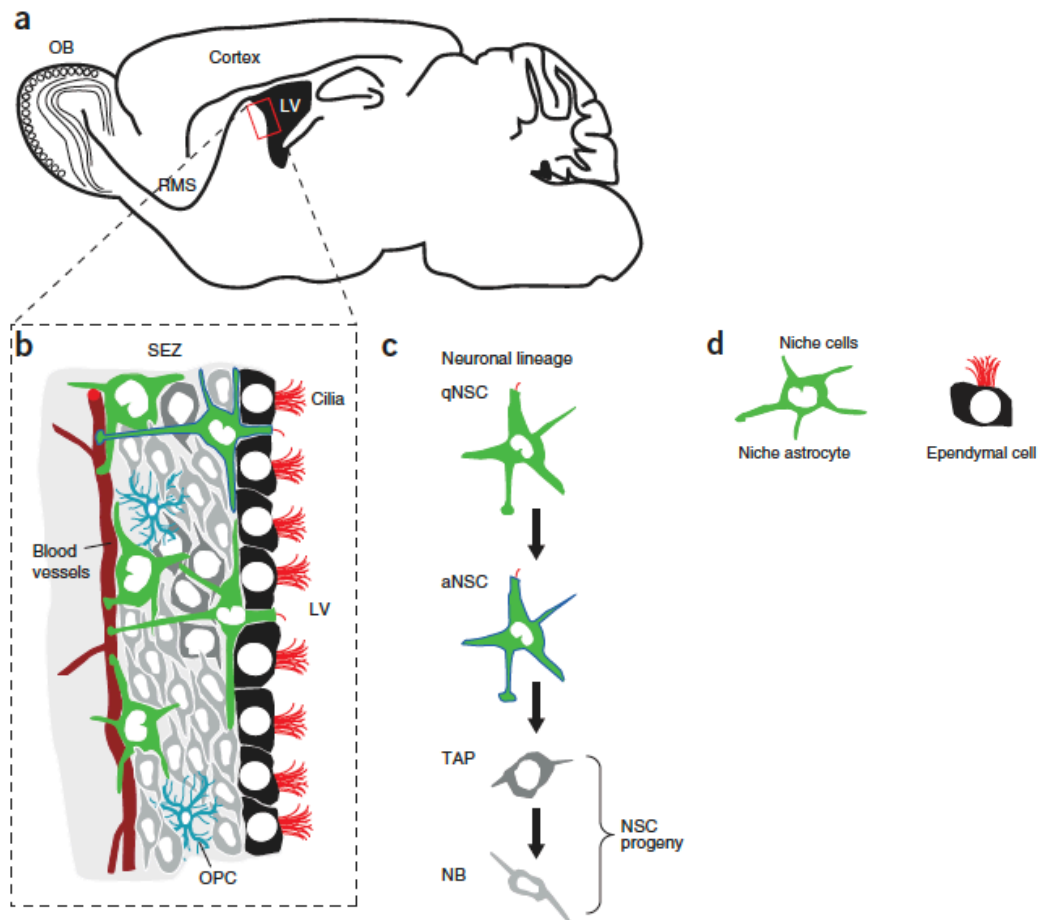 a
OB
Cortex
LV
RMS
b
SEZ
Cilia
Blood
vessels
LV
OPC
c
Neuronal lineage
qNSC
aNSC
TAP
NB
NSC
progeny
d
Niche cells
Niche astrocyte
Ependymal cell